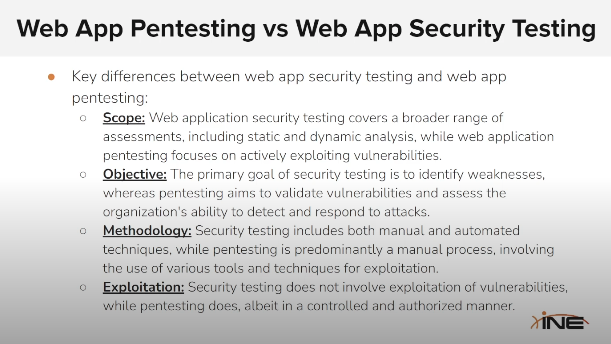 Web App Pentesting vs Web App Security Testing
● Key differences between web app security testing and web app
pentesting:
○ Scope: Web application security testing covers a broader range of
assessments, including static and dynamic analysis, while web application
pentesting focuses on actively exploiting vulnerabilities.
○ Objective: The primary goal of security testing is to identify weaknesses,
whereas pentesting aims to validate vulnerabilities and assess the
organization's ability to detect and respond to attacks.
○ Methodology: Security testing includes both manual and automated
techniques, while pentesting is predominantly a manual process, involving
the use of various tools and techniques for exploitation.
○ Exploitation: Security testing does not involve exploitation of vulnerabilities,
while pentesting does, albeit in a controlled and authorized manner.
INE